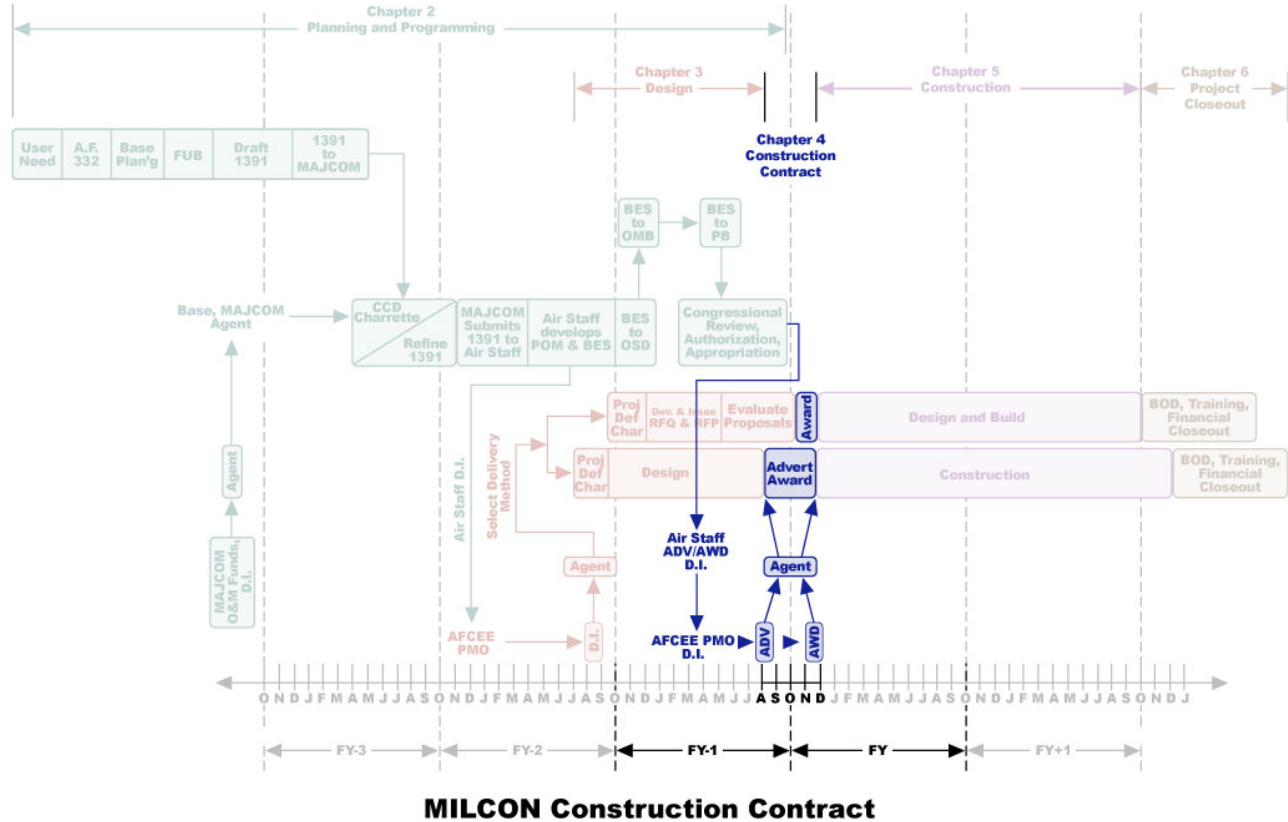 Chapter 2
Planning and Programming
Chapter 3
Design
Chapter 5
Construction
Chapter 6
Project
Closeout
Chapter 4
Construction
Contract
User
Need
A.F.
332
Base
Plan'g
FUB
Draft
1391
1391
to
MAJCOM
BES
to
OMB
BES
to
PB
Base, MAJCOM
Agent
CCD
Charrette
Refine
1391
MAJCOM
Submits
1391 to
Air Staff
Air Staff
develops
POM & BES
BES
to
OSD
Congressional
Review,
Authorization,
Appropriation
Proj
Def
Char
Dev. & Issue
RFQ & RFP
Evaluate
Proposals
Award
Design and Build
BOD, Training,
Financial
Closeout
Proj
Def
Char
Design
Advert
Award
Construction
BOD, Training,
Financial
Closeout
Agent
Air Staff D.I.
Select Delivery
Method
MAJCOM
O&M Funds,
D.I.
Air Staff
ADV/AWD
D.I.
Agent
Agent
AFCEE
PMO
D.I.
AFCEE PMO
D.I.
ADV
AWD
O N D J F M A M J J A S O N D J F M A M J J A S O N D J F M A M J J A S O N D J F M A M J J A S O N D J F M A M J J A S O N D J
FY-3
FY-2
FY-1
FY
FY+1
MILCON Construction Contract